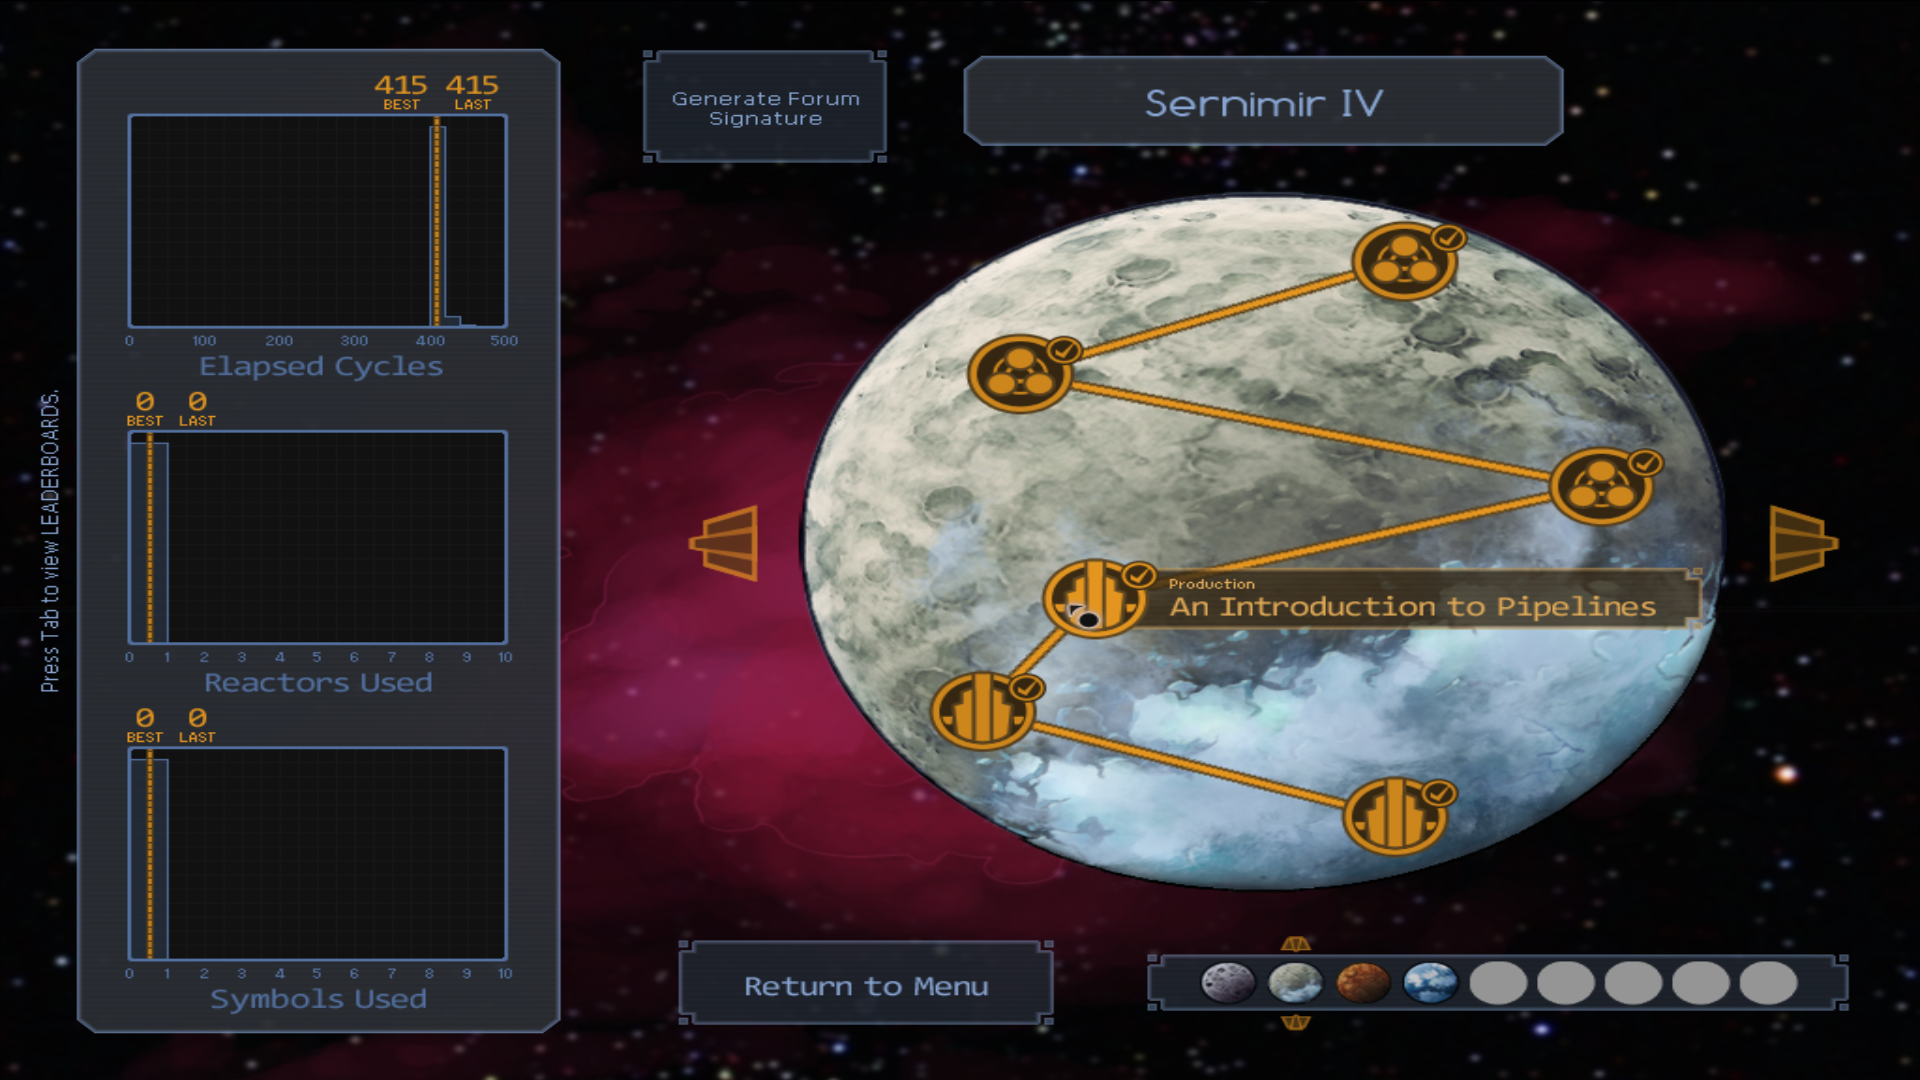 Press Tab to view LEADERBOARDS.
415 415
BEST LAST
0 100 200 300 400 500
Elapsed Cycles
0 0
BEST LAST
0 1 2 3 4 5 6 7 8 9 10
Reactors Used
0 0
BEST LAST
0 1 2 3 4 5 6 7 8 9 10
Symbols Used
Generate Forum
Signature
Sernimir IV
Production
An Introduction to Pipelines
Return to Menu